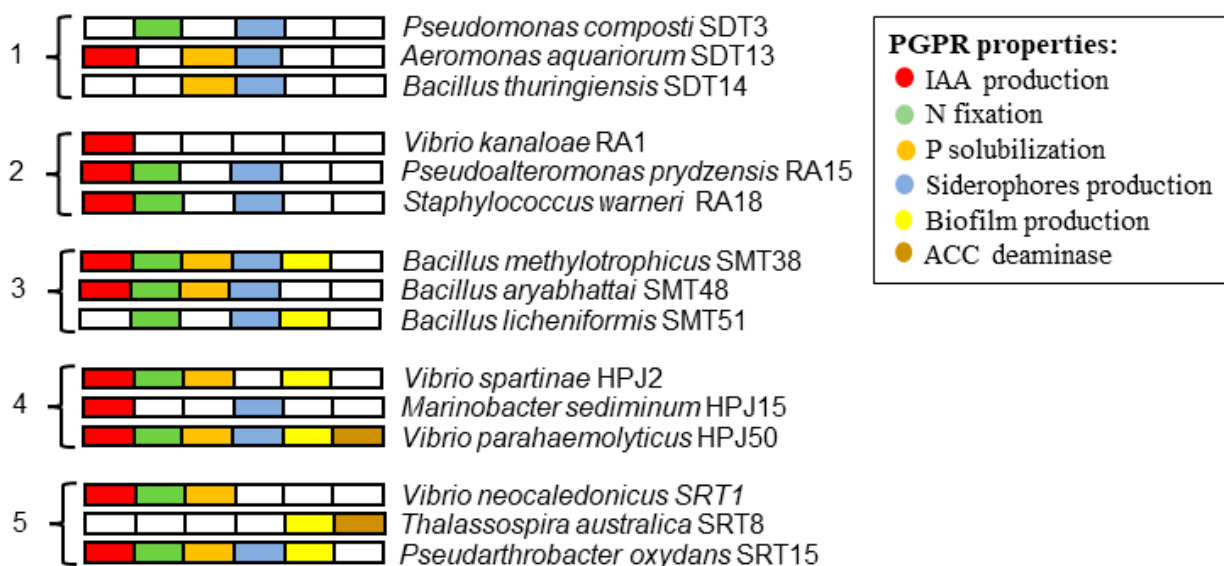 1
Pseudomonas composti SDT3
Aeromonas aquariorum SDT13
Bacillus thuringiensis SDT14
2
Vibrio kanaloae RA1
Pseudoalteromonas prydzensis RA15
Staphylococcus warneri RA18
3
Bacillus methylotrophicus SMT38
Bacillus aryabhattai SMT48
Bacillus licheniformis SMT51
4
Vibrio spartinae HPJ2
Marinobacter sediminum HPJ15
Vibrio parahaemolyticus HPJ50
5
Vibrio neocaledonicus SRT1
Thalassospira australica SRT8
Pseudarthrobacter oxydans SRT15
PGPR properties:
IAA production
N fixation
P solubilization
Siderophores production
Biofilm production
ACC deaminase